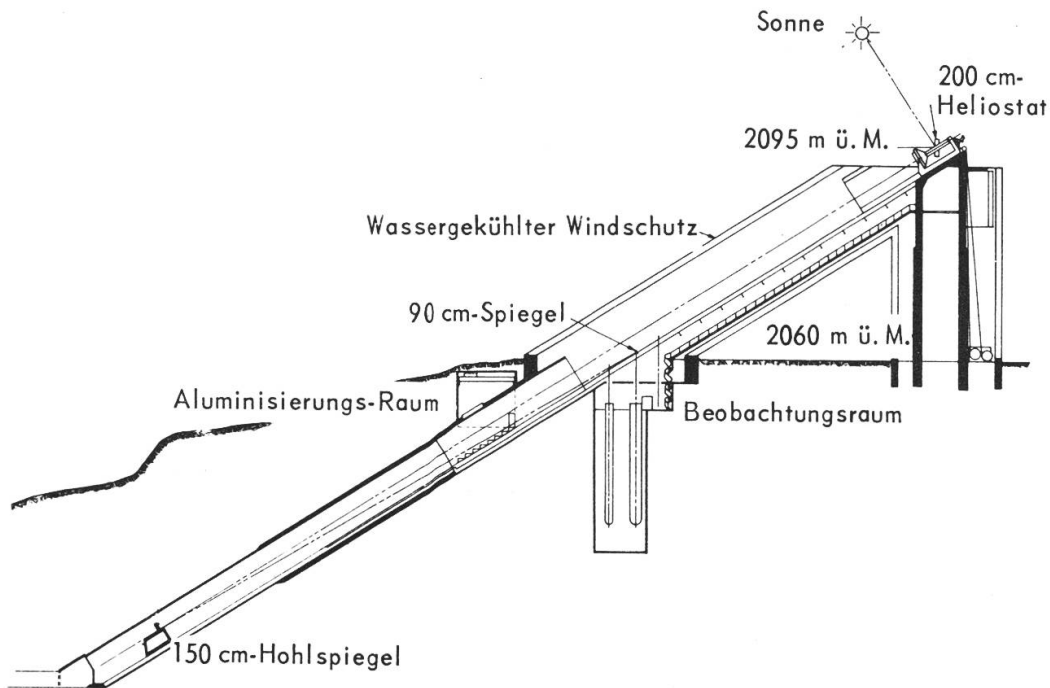 Sonne
200 cm-
Heliostat
2095 m ü. M.
Wassergekühlter Windschutz
90 cm-Spiegel
2060 m ü. M.
Aluminisierungs-Raum
Beobachtungsraum
150 cm-Hohlspiegel